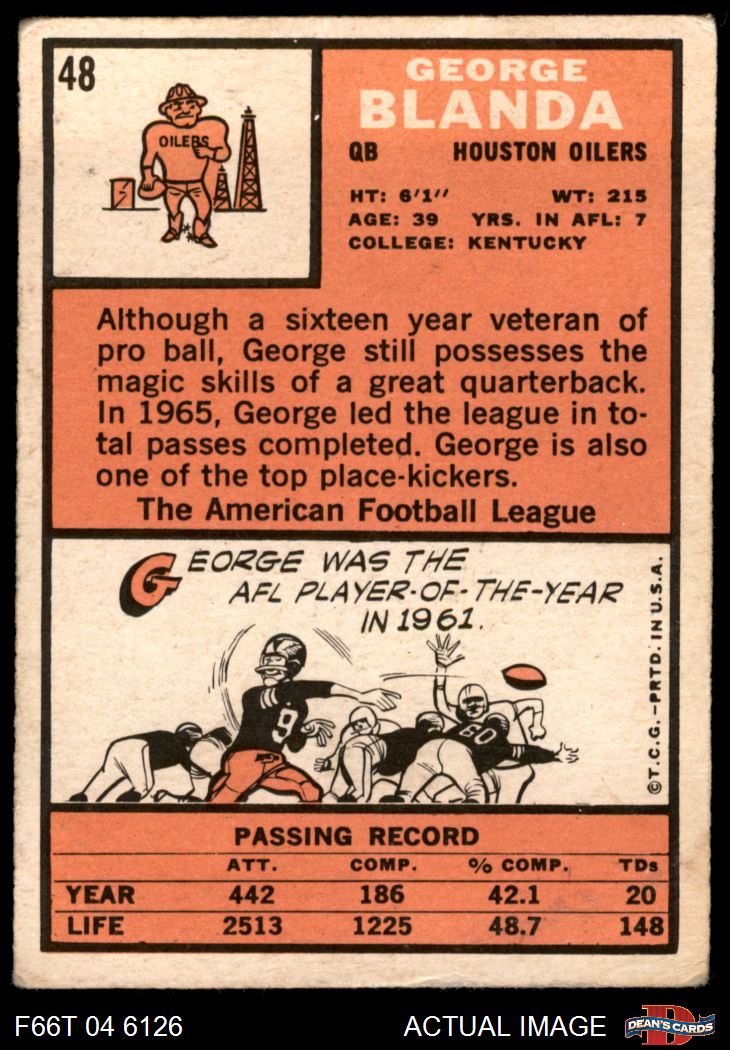 48
OILERS
GEORGE
BLANDA
QB HOUSTON OILERS
HT: 6'1" WT: 215
AGE: 39 YRS. IN AFL: 7
COLLEGE: KENTUCKY
Although a sixteen year veteran of
pro ball, George still possesses the
magic skills of a great quarterback.
In 1965, George led the league in to-
tal passes completed. George is also
one of the top place-kickers.
The American Football League
GEORGE WAS THE
AFL PLAYER-OF-THE-YEAR
IN 1961.
9
60
©T.C.G.—PRTD. IN U.S.A.
PASSING RECORD
ATT. COMP. % COMP. TDs
YEAR 442 186 42.1 20
LIFE 2513 1225 48.7 148
F66T 04 6126
ACTUAL IMAGE
D
DEAN'S CARDS